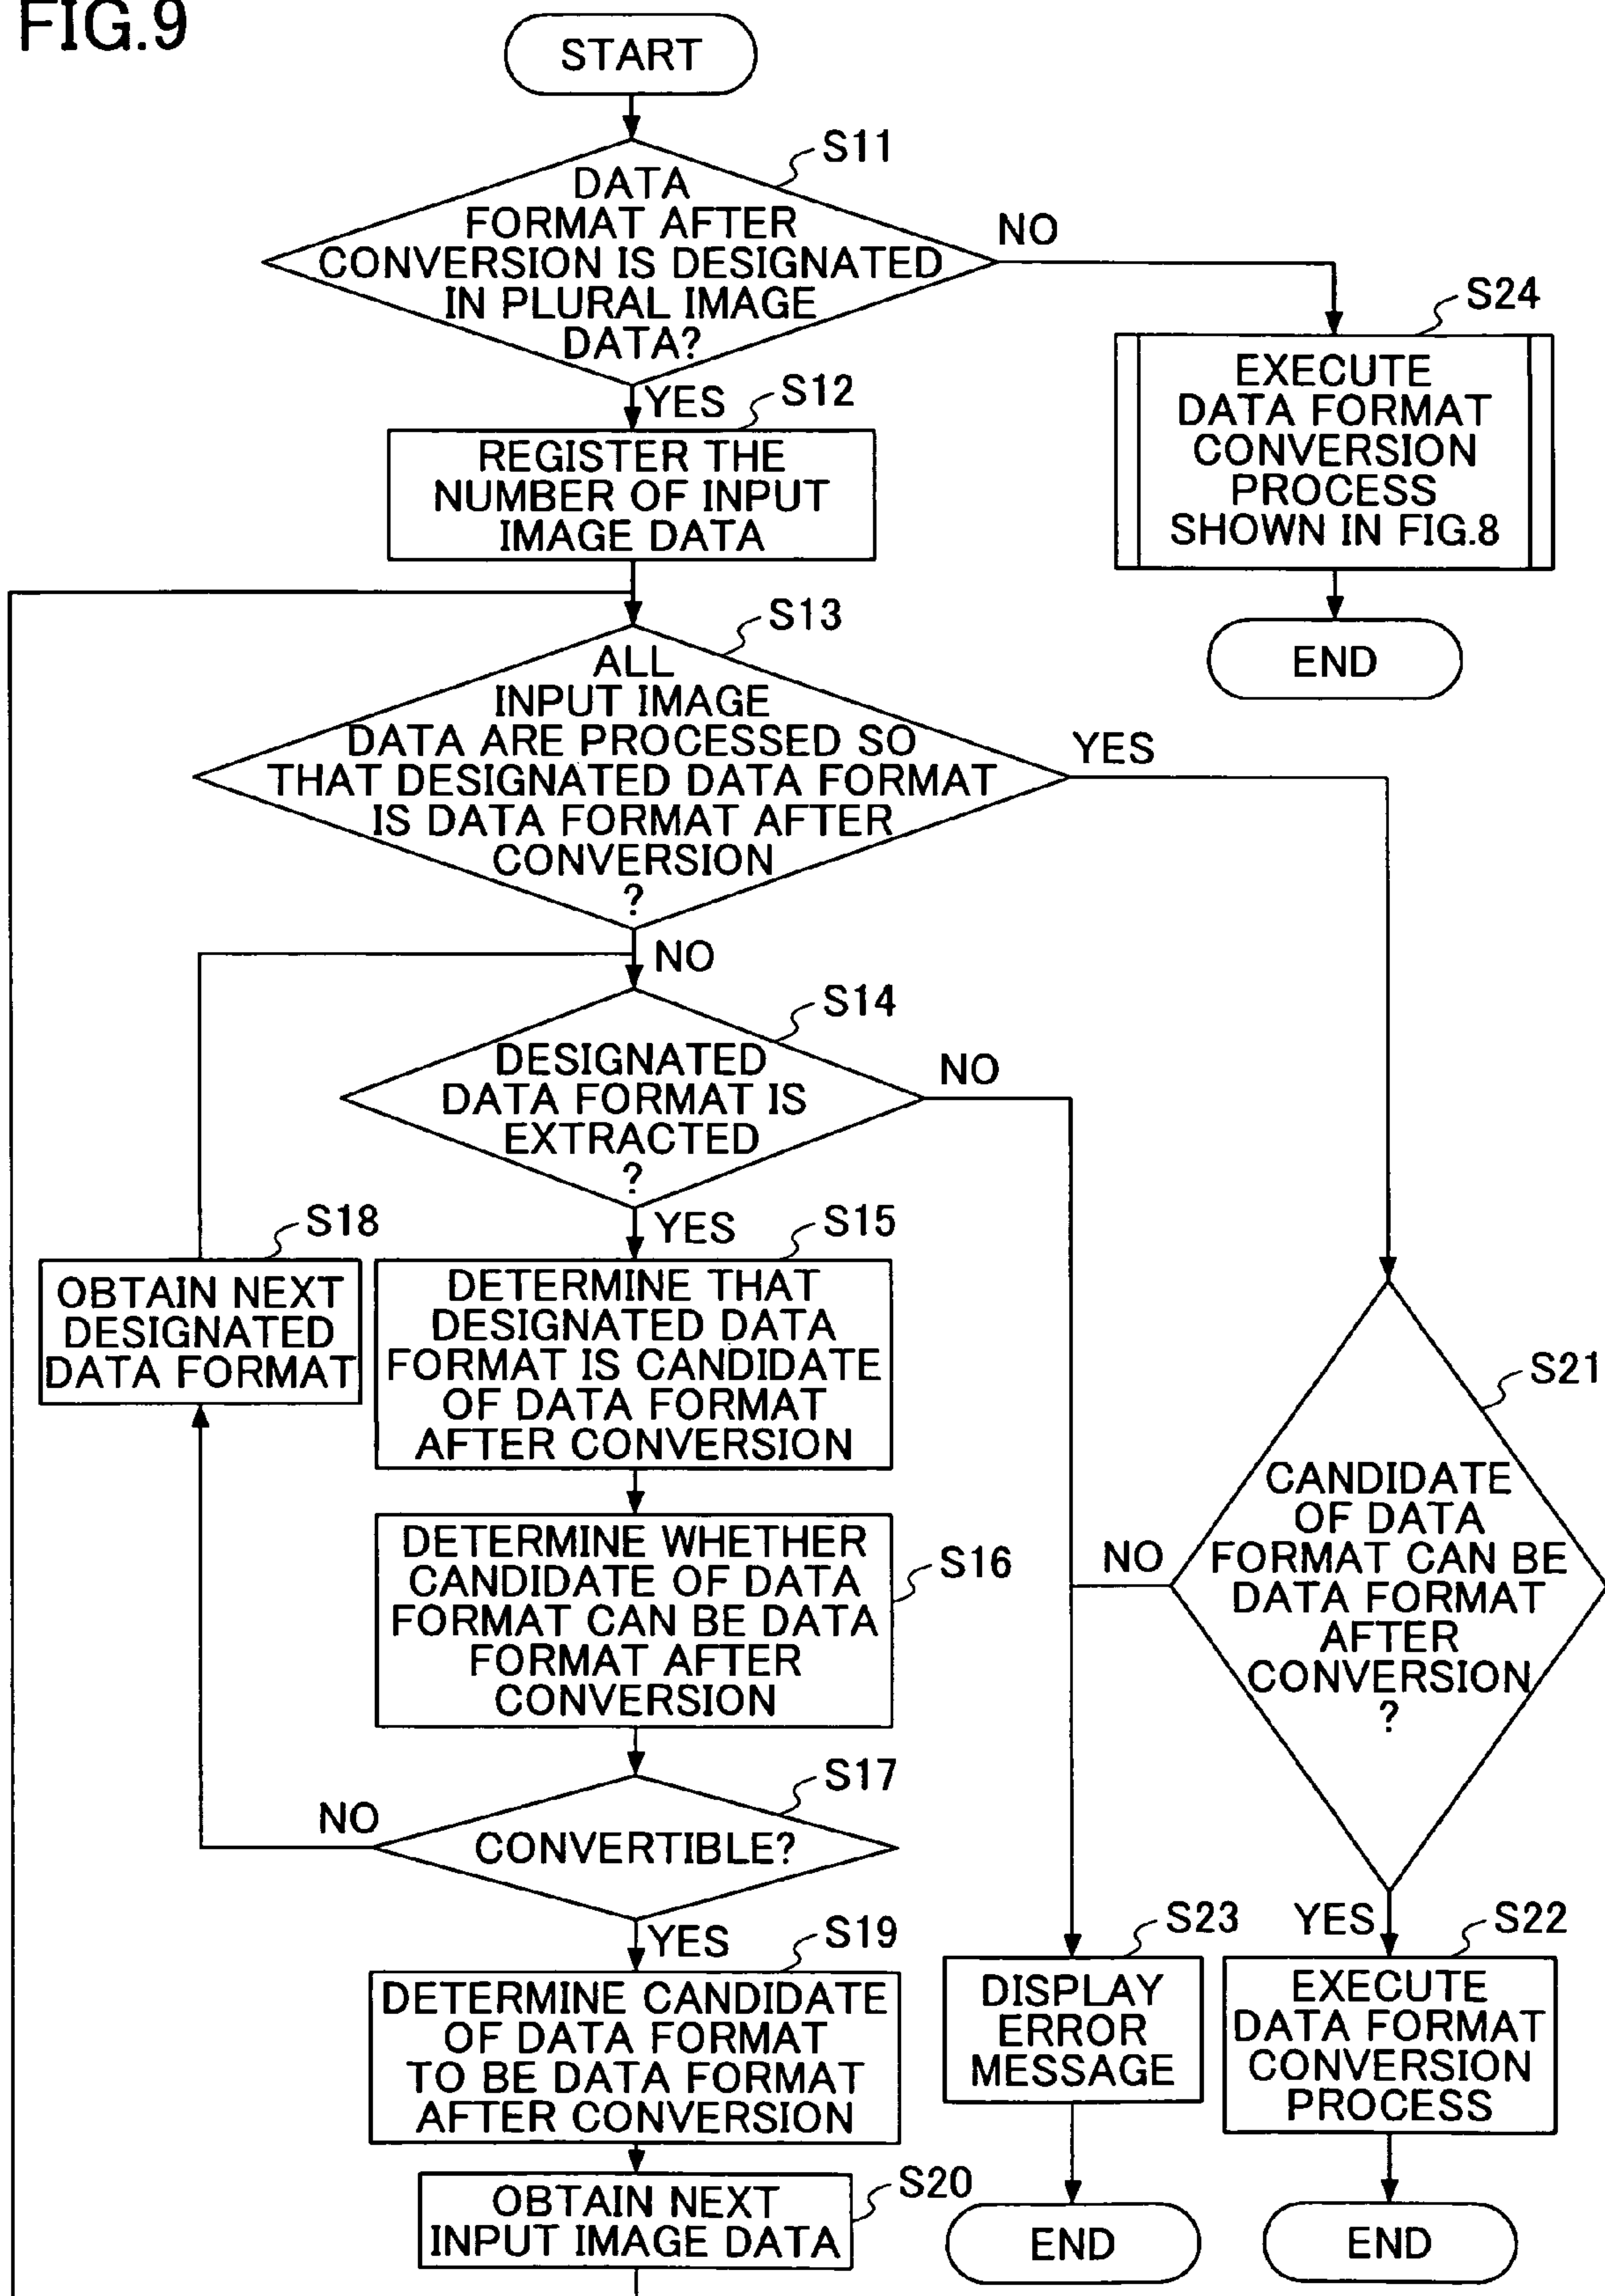 FIG.9
START
S11
DATA
FORMAT AFTER
CONVERSION IS DESIGNATED
IN PLURAL IMAGE
DATA?
NO
YES
S12
REGISTER THE
NUMBER OF INPUT
IMAGE DATA
S24
EXECUTE
DATA FORMAT
CONVERSION
PROCESS
SHOWN IN FIG.8
END
S13
ALL
INPUT IMAGE
DATA ARE PROCESSED SO
THAT DESIGNATED DATA FORMAT
IS DATA FORMAT AFTER
CONVERSION
?
YES
NO
S14
DESIGNATED
DATA FORMAT IS
EXTRACTED
?
NO
YES
S18
OBTAIN NEXT
DESIGNATED
DATA FORMAT
S15
DETERMINE THAT
DESIGNATED DATA
FORMAT IS CANDIDATE
OF DATA FORMAT
AFTER CONVERSION
S16
DETERMINE WHETHER
CANDIDATE OF DATA
FORMAT CAN BE DATA
FORMAT AFTER
CONVERSION
S21
CANDIDATE
OF DATA
FORMAT CAN BE
DATA FORMAT
AFTER
CONVERSION
?
NO
S17
CONVERTIBLE?
NO
YES
S19
DETERMINE CANDIDATE
OF DATA FORMAT
TO BE DATA FORMAT
AFTER CONVERSION
S20
OBTAIN NEXT
INPUT IMAGE DATA
S23
DISPLAY
ERROR
MESSAGE
END
YES
S22
EXECUTE
DATA FORMAT
CONVERSION
PROCESS
END